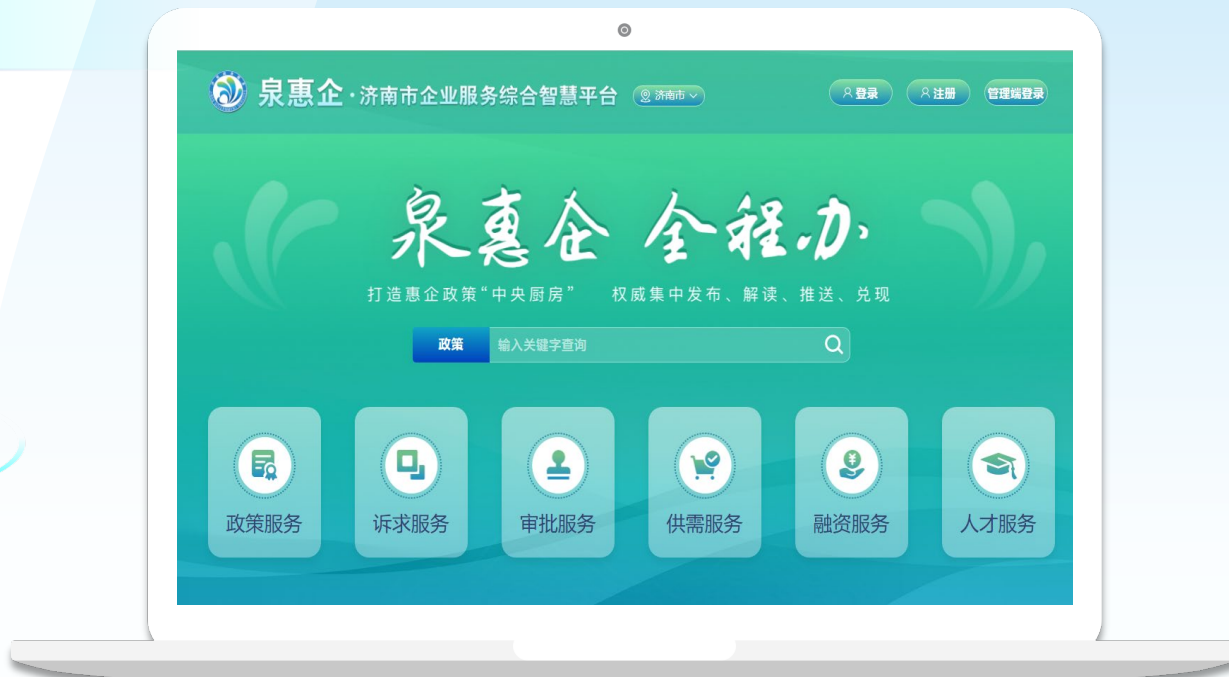 泉惠企·济南市企业服务综合智慧平台 济南市 登录 注册 管理端登录
泉惠企 全程办
打造惠企政策“中央厨房” 权威集中发布、解读、推送、兑现
政策 输入关键字查询
政策服务 诉求服务 审批服务 供需服务 融资服务 人才服务